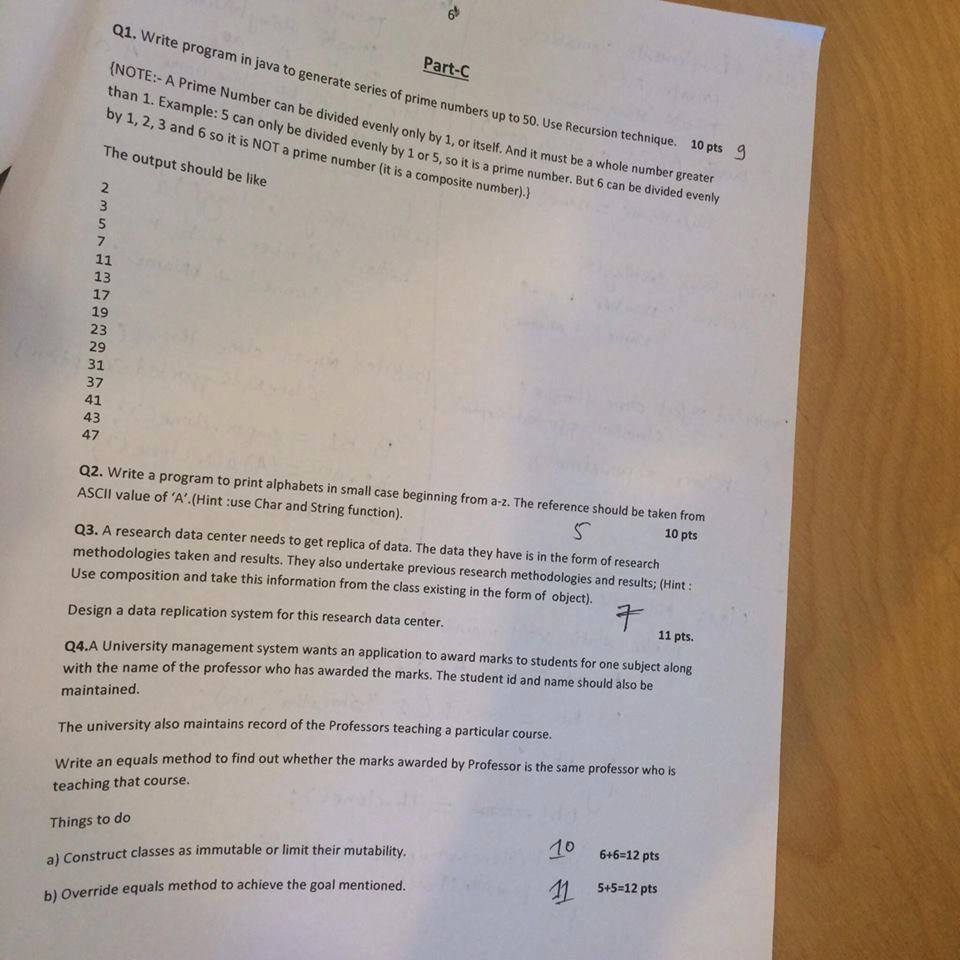 6
Part-C
Q1. Write program in java to generate series of prime numbers up to 50. Use Recursion technique. 10 pts 9
{NOTE:- A Prime Number can be divided evenly only by 1, or itself. And it must be a whole number greater
than 1. Example: 5 can only be divided evenly by 1 or 5, so it is a prime number. But 6 can be divided evenly
by 1, 2, 3 and 6 so it is NOT a prime number (it is a composite number).}
The output should be like
2
3
5
7
11
13
17
19
23
29
31
37
41
43
47
Q2. Write a program to print alphabets in small case beginning from a-z. The reference should be taken from
ASCII value of ‘A’.(Hint :use Char and String function). 5 10 pts
Q3. A research data center needs to get replica of data. The data they have is in the form of research
methodologies taken and results. They also undertake previous research methodologies and results; (Hint :
Use composition and take this information from the class existing in the form of object).
Design a data replication system for this research data center. 7 11 pts.
Q4.A University management system wants an application to award marks to students for one subject along
with the name of the professor who has awarded the marks. The student id and name should also be
maintained.
The university also maintains record of the Professors teaching a particular course.
Write an equals method to find out whether the marks awarded by Professor is the same professor who is
teaching that course.
Things to do
a) Construct classes as immutable or limit their mutability. 10 6+6=12 pts
b) Override equals method to achieve the goal mentioned. 11 5+5=12 pts